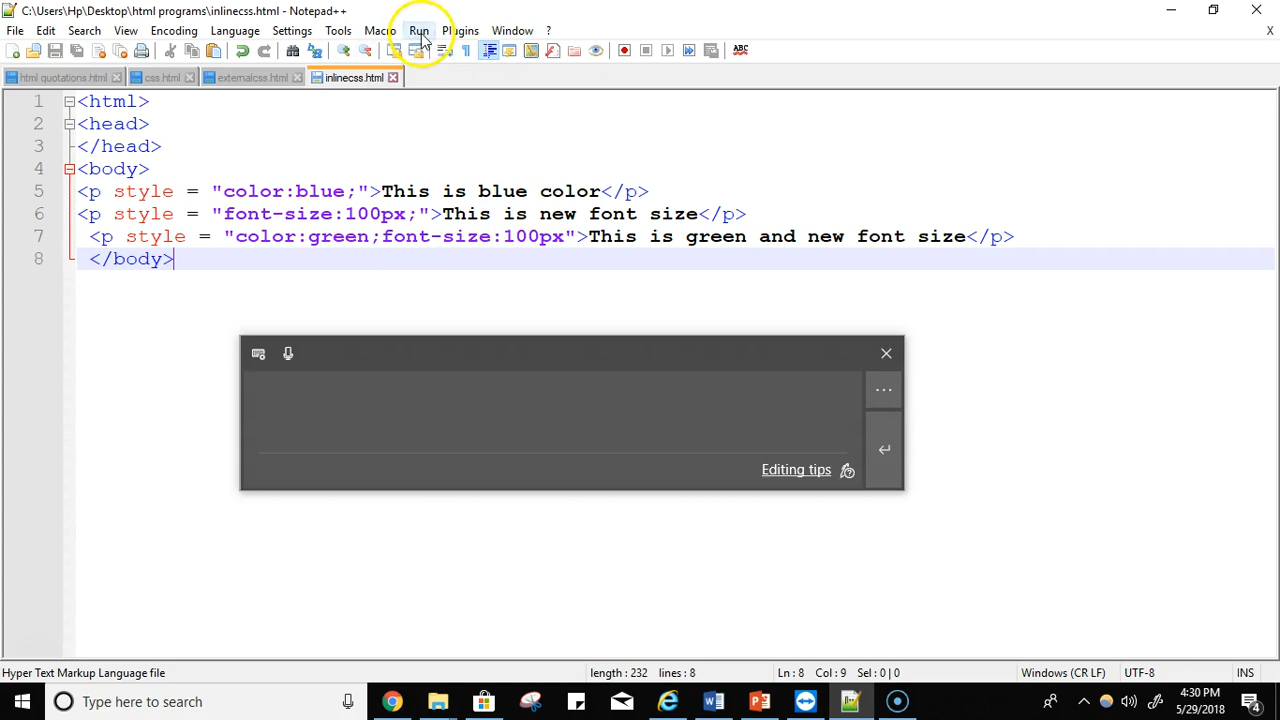 C:\Users\Hp\Desktop\html programs\inlinecss.html - Notepad++
File Edit Search View Encoding Language Settings Tools Macro Run Plugins Window ? X
html quotations.html css.html externalcss.html inlinecss.html
1 <html>
2 <head>
3 </head>
4 <body>
5 <p style = "color:blue;">This is blue color</p>
6 <p style = "font-size:100px;">This is new font size</p>
7 <p style = "color:green;font-size:100px">This is green and new font size</p>
8 </body>
Editing tips
Hyper Text Markup Language file length : 232 lines : 8 Ln : 8 Col : 9 Sel : 0 | 0 Windows (CR LF) UTF-8 INS
Type here to search
4:30 PM
5/29/2018
4